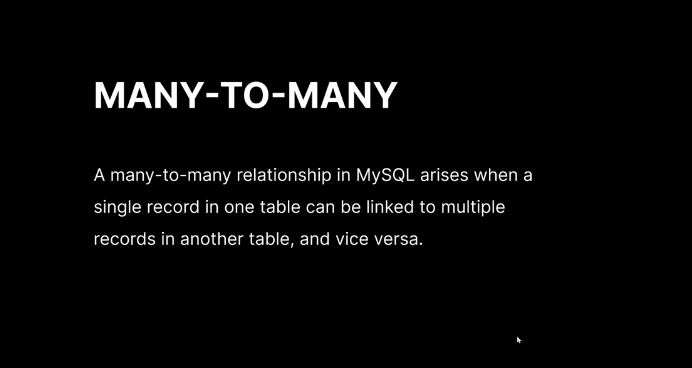 MANY-TO-MANY
A many-to-many relationship in MySQL arises when a
single record in one table can be linked to multiple
records in another table, and vice versa.